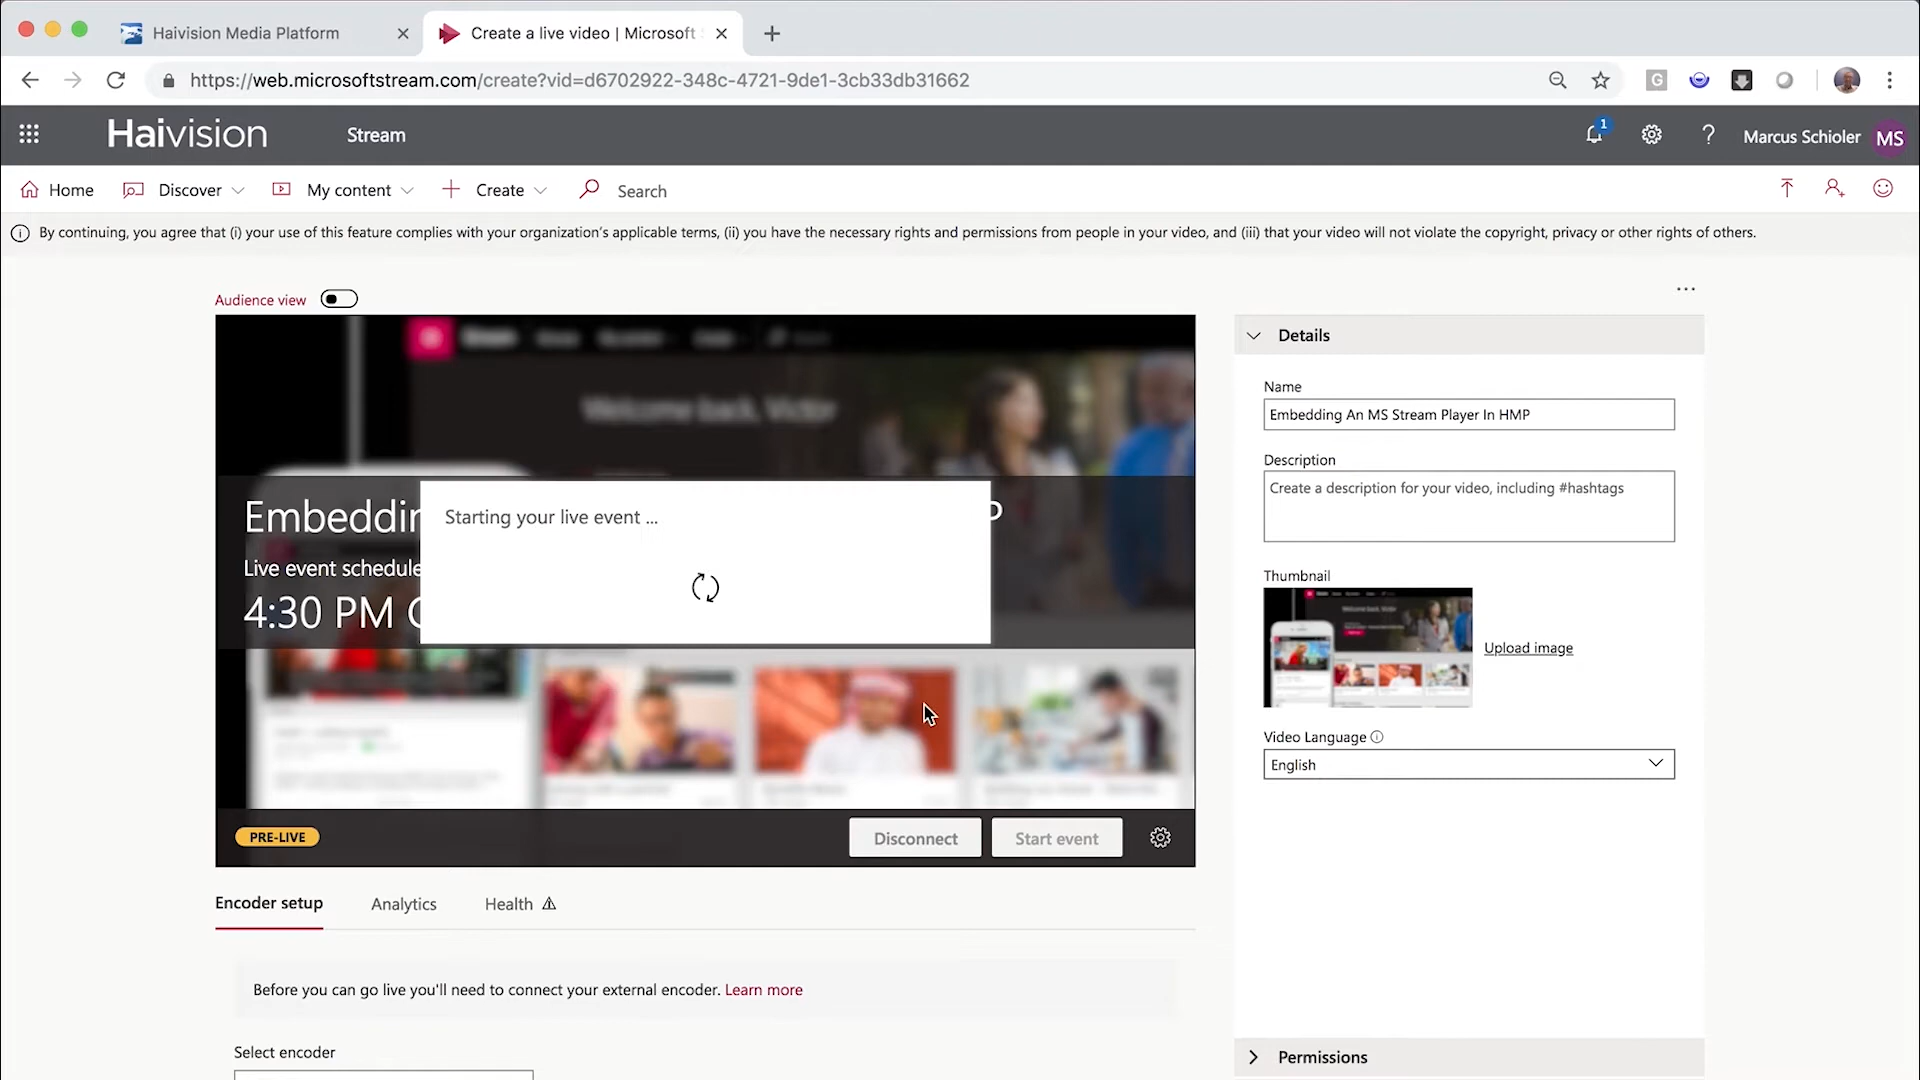 Haivision Media Platform
Create a live video | Microsoft
https://web.microsoftstream.com/create?vid=d6702922-348c-4721-9de1-3cb33db31662
G
Haivision
Stream
1
?
Marcus Schioler
MS
Home
Discover
My content
Create
Search
By continuing, you agree that (i) your use of this feature complies with your organization's applicable terms, (ii) you have the necessary rights and permissions from people in your video, and (iii) that your video will not violate the copyright, privacy or other rights of others.
Audience view
Welcome back, Victor
Starting your live event ...
Live event schedule
4:30 PM
PRE-LIVE
Disconnect
Start event
Encoder setup
Analytics
Health
Before you can go live you'll need to connect your external encoder. Learn more
Select encoder
Details
Name
Embedding An MS Stream Player In HMP
Description
Create a description for your video, including #hashtags
Thumbnail
Upload image
Video Language
English
Permissions